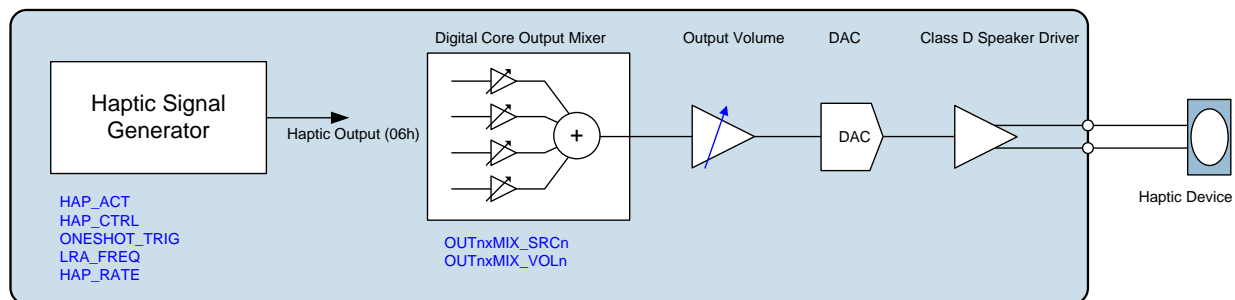 Digital Core Output Mixer
Output Volume
DAC
Class D Speaker Driver
Haptic Signal
Generator
Haptic Output (06h)
+
DAC
Haptic Device
HAP_ACT
HAP_CTRL
ONESHOT_TRIG
LRA_FREQ
HAP_RATE
OUTnxMIX_SRCn
OUTnxMIX_VOLn